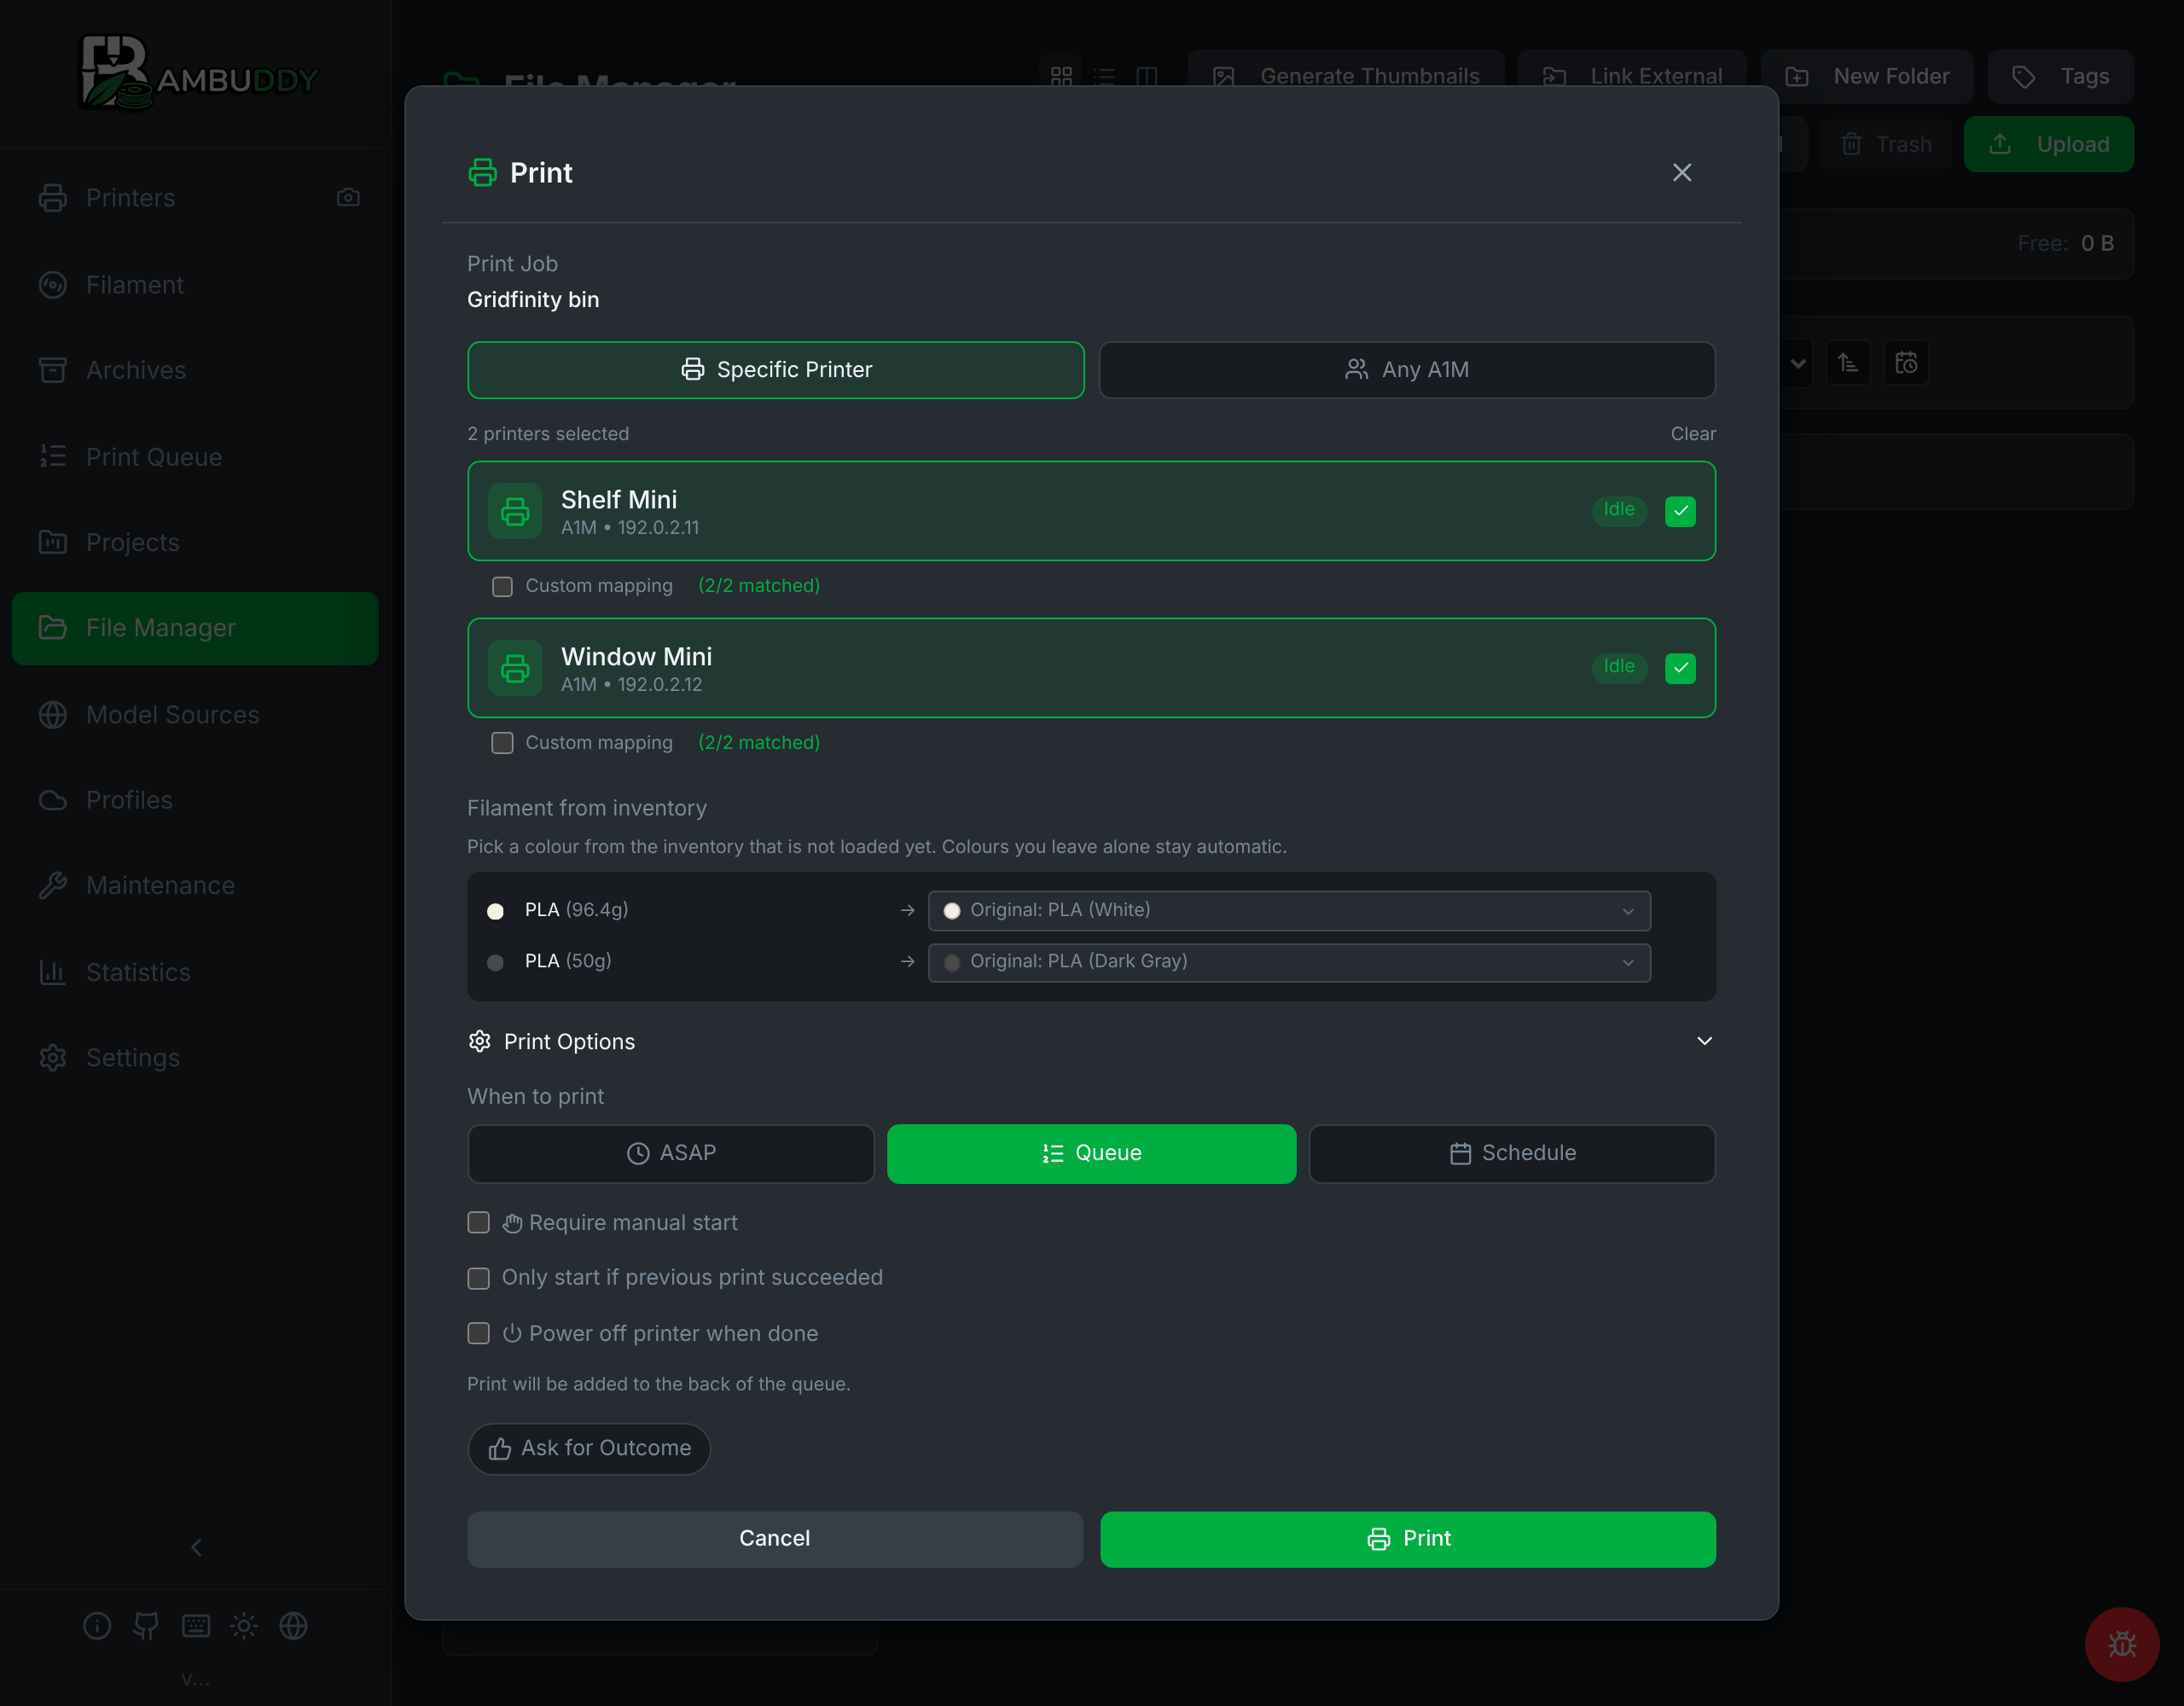 BAMBUDDY
File Manager
Generate Thumbnails
Link External
New Folder
Tags
Trash
Upload
Printers
Filament
Archives
Print Queue
Projects
File Manager
Model Sources
Profiles
Maintenance
Statistics
Settings
V...
Free: 0 B
Print
Print Job
Gridfinity bin
Specific Printer
Any A1M
2 printers selected
Clear
Shelf Mini
A1M • 192.0.2.11
Idle
Custom mapping (2/2 matched)
Window Mini
A1M • 192.0.2.12
Idle
Custom mapping (2/2 matched)
Filament from inventory
Pick a colour from the inventory that is not loaded yet. Colours you leave alone stay automatic.
PLA (96.4g) → Original: PLA (White)
PLA (50g) → Original: PLA (Dark Gray)
Print Options
When to print
ASAP
Queue
Schedule
Require manual start
Only start if previous print succeeded
Power off printer when done
Print will be added to the back of the queue.
Ask for Outcome
Cancel
Print